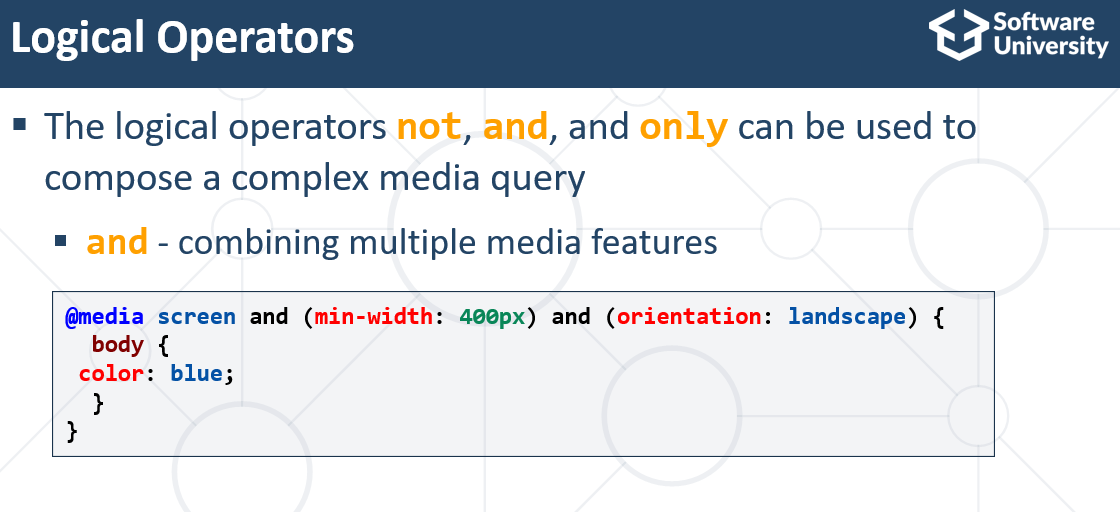 Logical Operators
Software
University
▪ The logical operators not, and, and only can be used to
compose a complex media query
▪ and - combining multiple media features
@media screen and (min-width: 400px) and (orientation: landscape) {
  body {
 color: blue;
  }
}